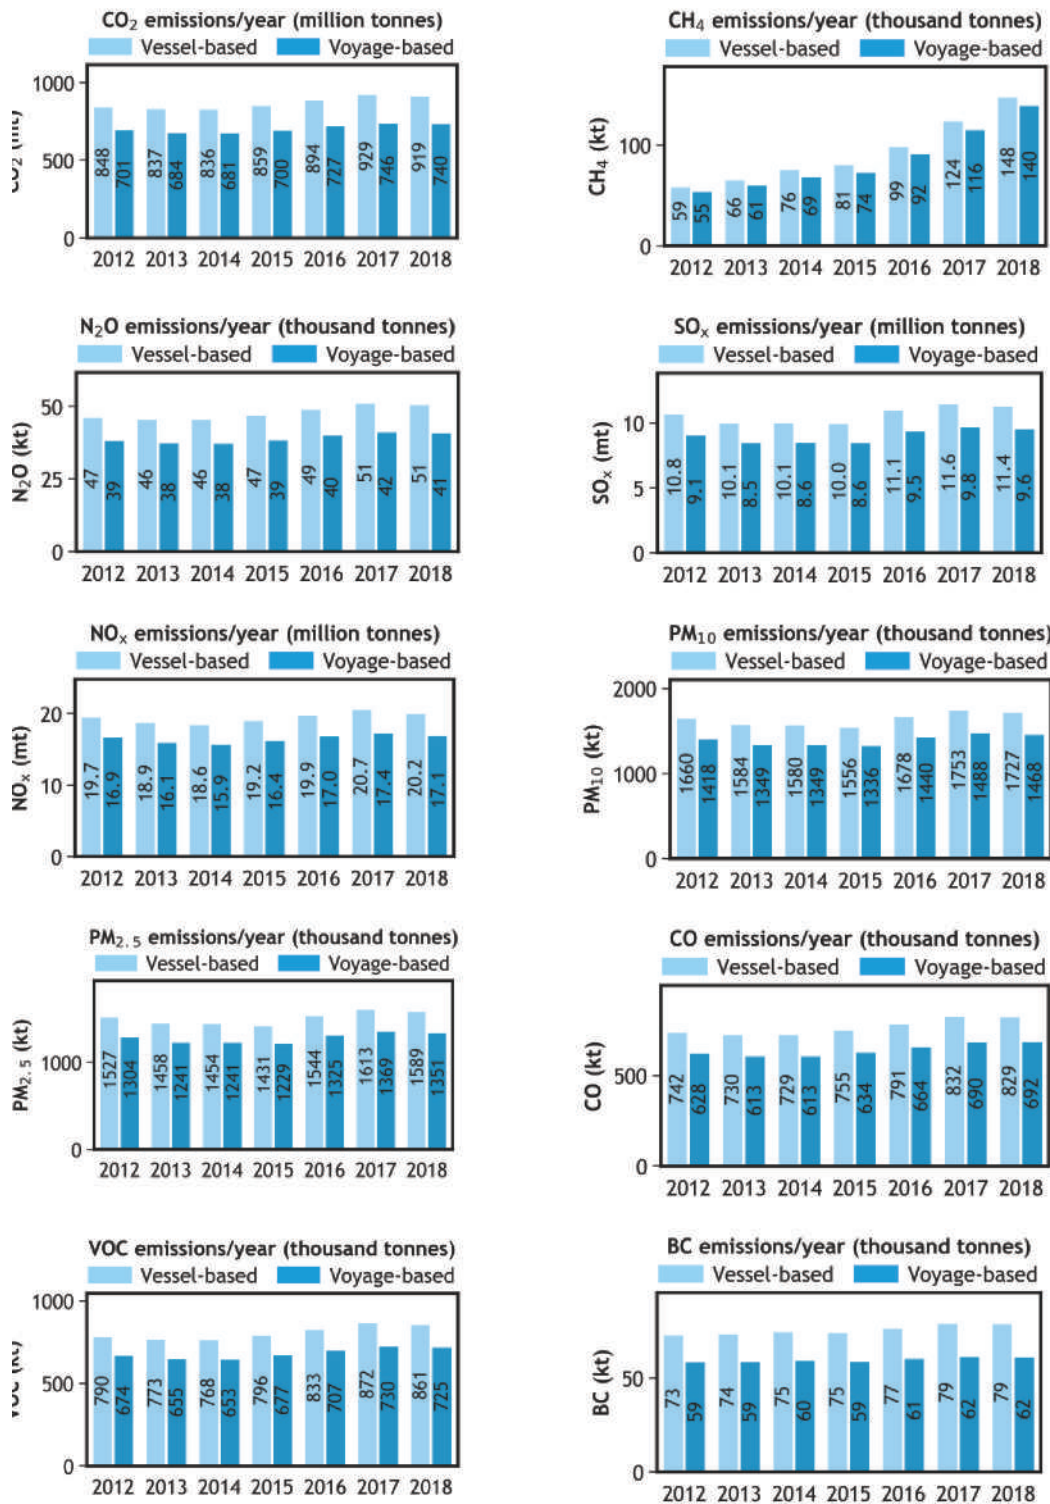 CO₂ emissions/year (million tonnes)
Vessel-based Voyage-based
CO₂ (mt)
1000
500
0
848 701 837 684 836 681 859 700 894 727 929 746 919 740
2012 2013 2014 2015 2016 2017 2018
CH₄ emissions/year (thousand tonnes)
Vessel-based Voyage-based
CH₄ (kt)
100
0
59 55 66 61 76 69 81 74 99 92 124 116 148 140
2012 2013 2014 2015 2016 2017 2018
N₂O emissions/year (thousand tonnes)
Vessel-based Voyage-based
N₂O (kt)
50
25
0
47 39 46 38 46 38 47 39 49 40 51 42 51 41
2012 2013 2014 2015 2016 2017 2018
SOₓ emissions/year (million tonnes)
Vessel-based Voyage-based
SOₓ (mt)
10
5
0
10.8 9.1 10.1 8.5 10.1 8.6 10.0 8.6 11.1 9.5 11.6 9.8 11.4 9.6
2012 2013 2014 2015 2016 2017 2018
NOₓ emissions/year (million tonnes)
Vessel-based Voyage-based
NOₓ (mt)
20
10
0
19.7 16.9 18.9 16.1 18.6 15.9 19.2 16.4 19.9 17.0 20.7 17.4 20.2 17.1
2012 2013 2014 2015 2016 2017 2018
PM₁₀ emissions/year (thousand tonnes)
Vessel-based Voyage-based
PM₁₀ (kt)
2000
1000
0
1660 1418 1584 1349 1580 1349 1556 1336 1678 1440 1753 1488 1727 1468
2012 2013 2014 2015 2016 2017 2018
PM₂.₅ emissions/year (thousand tonnes)
Vessel-based Voyage-based
PM₂.₅ (kt)
1000
0
1527 1304 1458 1241 1454 1241 1431 1229 1544 1325 1613 1369 1589 1351
2012 2013 2014 2015 2016 2017 2018
CO emissions/year (thousand tonnes)
Vessel-based Voyage-based
CO (kt)
500
0
742 628 730 613 729 613 755 634 791 664 832 690 829 692
2012 2013 2014 2015 2016 2017 2018
VOC emissions/year (thousand tonnes)
Vessel-based Voyage-based
VOC (kt)
1000
500
0
790 674 773 655 768 653 796 677 833 707 872 730 861 725
2012 2013 2014 2015 2016 2017 2018
BC emissions/year (thousand tonnes)
Vessel-based Voyage-based
BC (kt)
50
0
73 59 74 59 75 60 75 59 77 61 79 62 79 62
2012 2013 2014 2015 2016 2017 2018